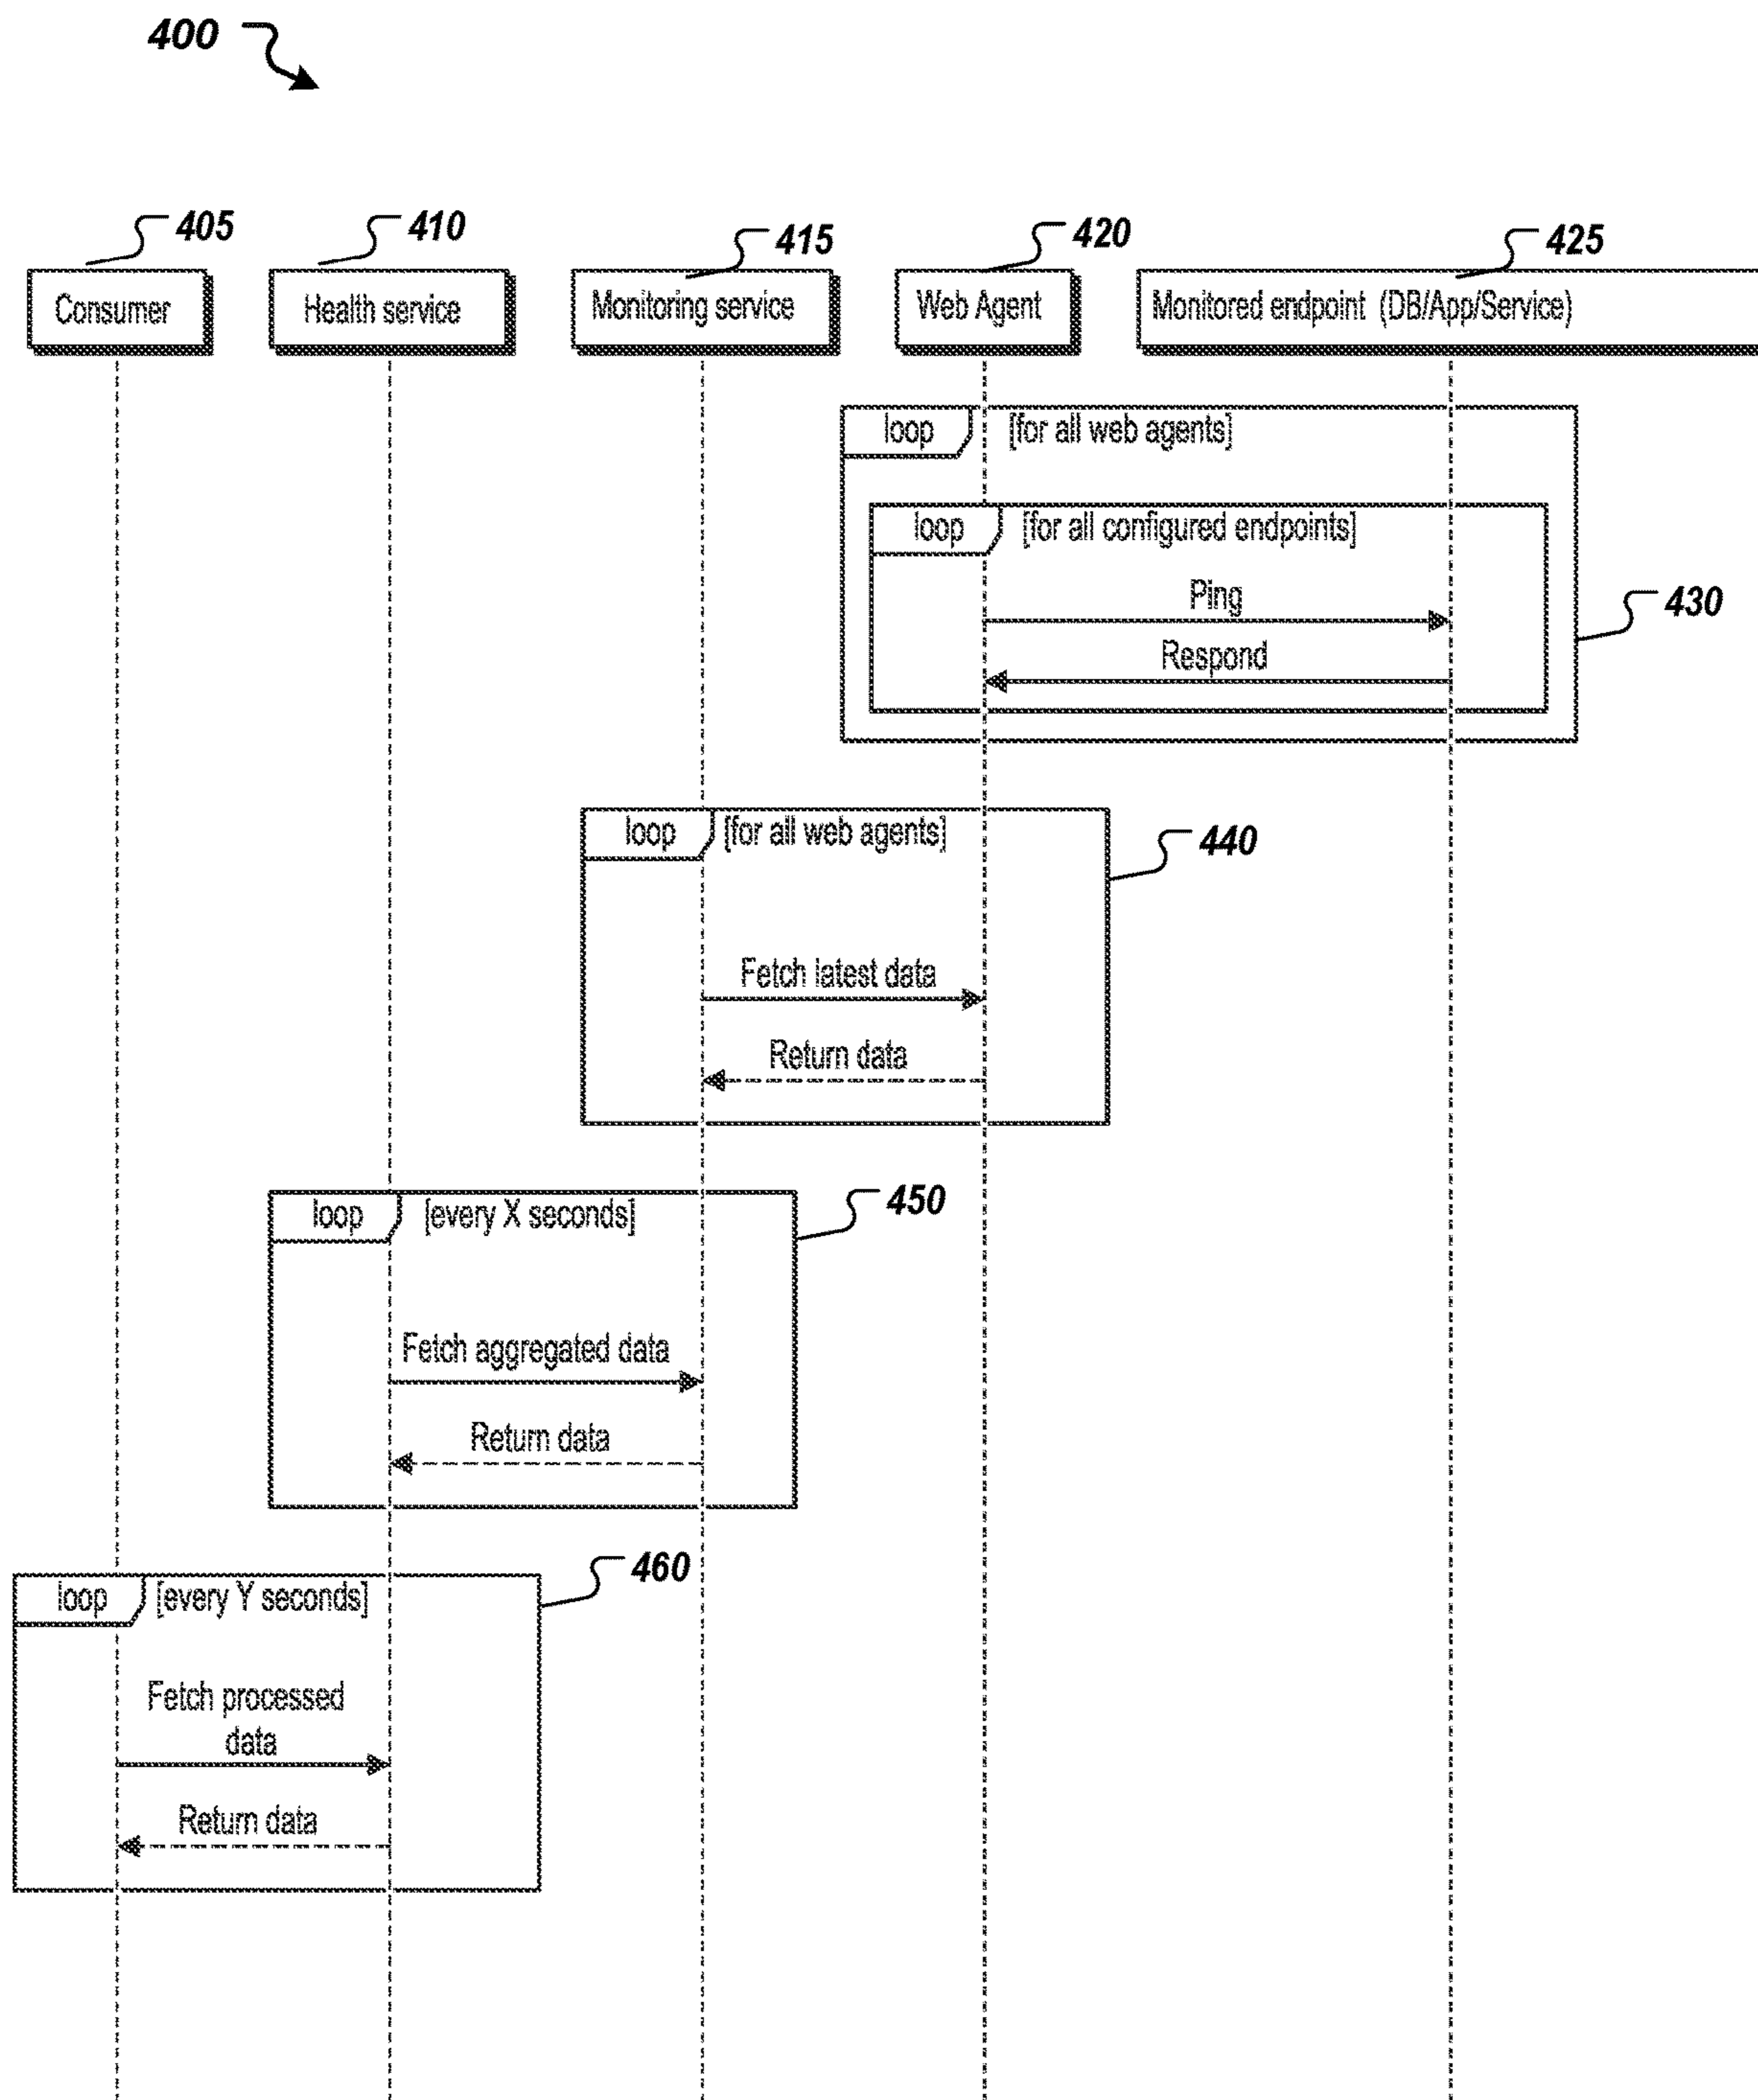 400
405
410
415
420
425
Consumer
Health service
Monitoring service
Web Agent
Monitored endpoint (DB/App/Service)
loop
[for all web agents]
loop
[for all configured endpoints]
Ping
430
Respond
loop
[for all web agents]
440
Fetch latest data
Return data
loop
[every X seconds]
450
Fetch aggregated data
Return data
loop
[every Y seconds]
460
Fetch processed
data
Return data